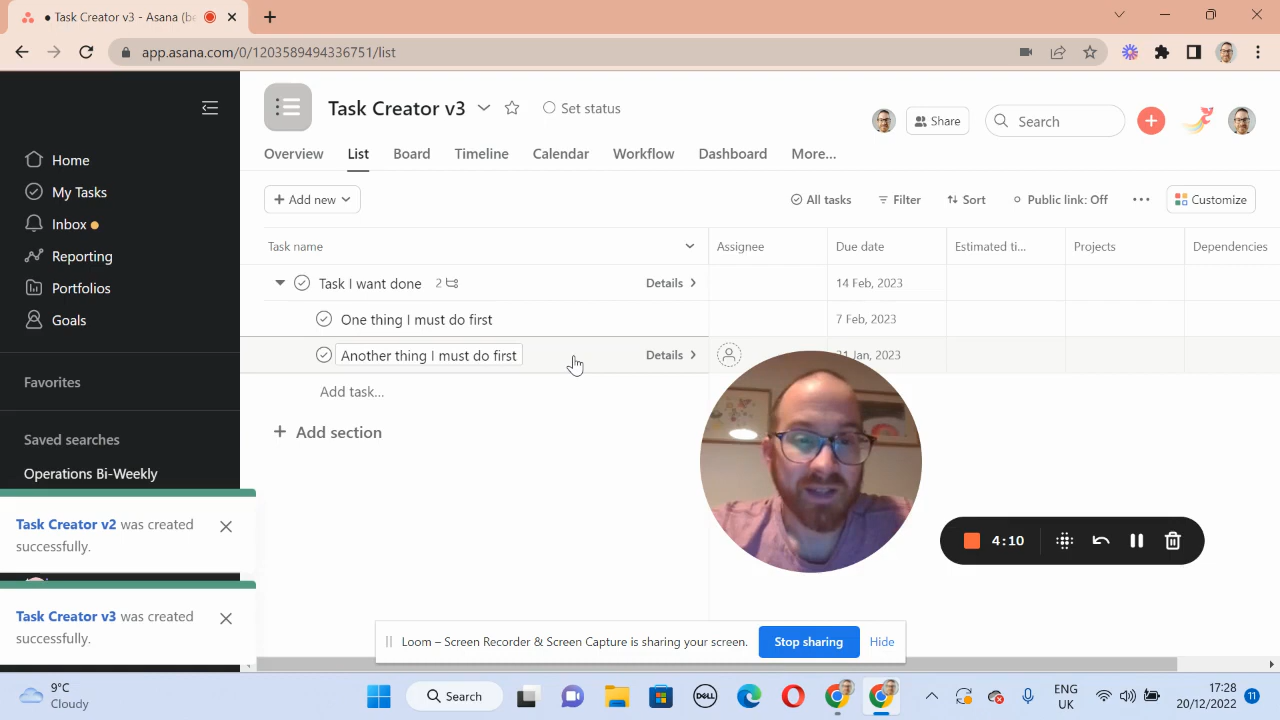 Task Creator v3 - Asana (be
app.asana.com/0/1203589494336751/list
Task Creator v3
Set status
Share
Search
Overview
List
Board
Timeline
Calendar
Workflow
Dashboard
More...
Home
My Tasks
Inbox
Reporting
Portfolios
Goals
Favorites
Saved searches
Operations Bi-Weekly
+ Add new
All tasks
Filter
Sort
Public link: Off
Customize
Task name
Assignee
Due date
Estimated ti...
Projects
Dependencies
Task I want done 2
Details
14 Feb, 2023
One thing I must do first
7 Feb, 2023
Another thing I must do first
Details
Jan, 2023
Add task...
+ Add section
Task Creator v2 was created
successfully.
Task Creator v3 was created
successfully.
4:10
Loom – Screen Recorder & Screen Capture is sharing your screen.
Stop sharing
Hide
9°C
Cloudy
Search
DELL
ENG
UK
17:28
20/12/2022
11